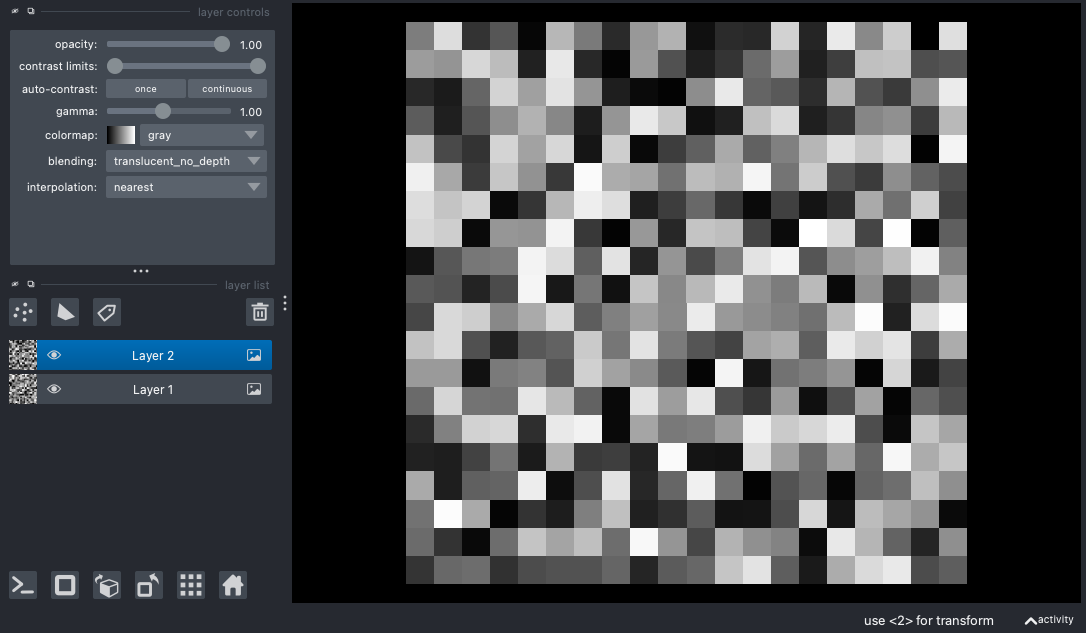 layer controls
opacity: 1.00
contrast limits:
auto-contrast: once continuous
gamma: 1.00
colormap: gray
blending: translucent_no_depth
interpolation: nearest
layer list
Layer 2
Layer 1
use <2> for transform activity